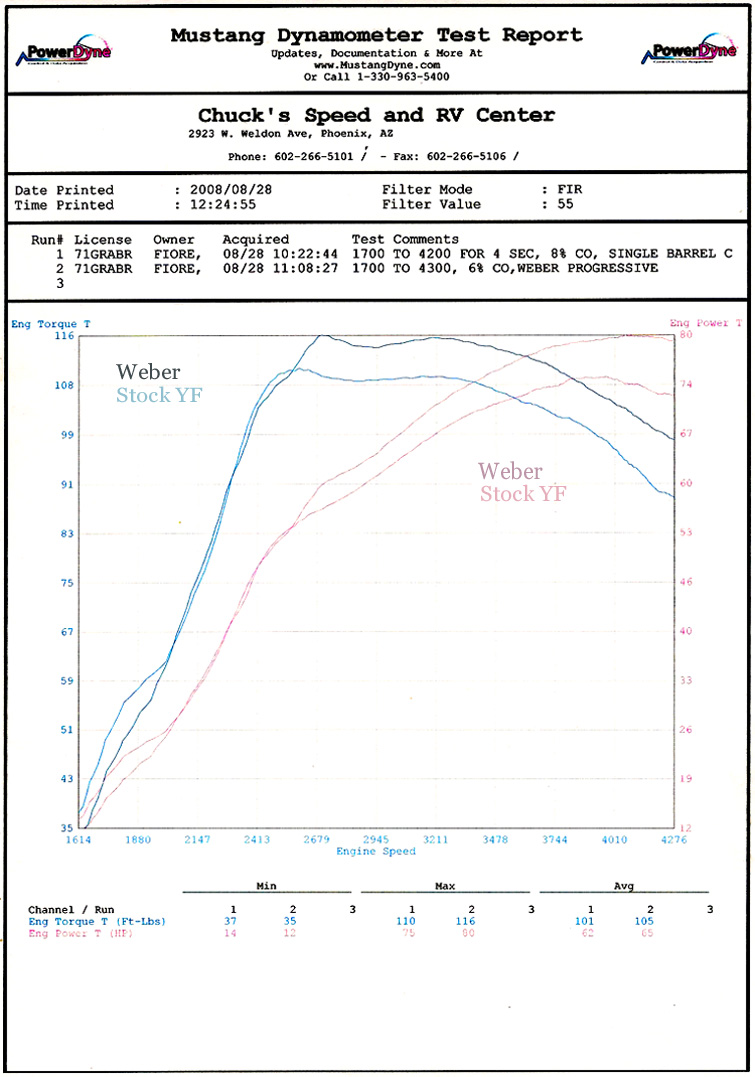 PowerDyne
Mustang Dynamometer Test Report
PowerDyne
Updates, Documentation & More At
www.MustangDyne.com
Or Call 1-330-963-5400
Chuck's Speed and RV Center
2923 W. Weldon Ave, Phoenix, AZ
Phone: 602-266-5101 / - Fax: 602-266-5106 /
Date Printed : 2008/08/28 Filter Mode : FIR
Time Printed : 12:24:55 Filter Value : 55
Run# License Owner Acquired Test Comments
1 71GRABR FIORE, 08/28 10:22:44 1700 TO 4200 FOR 4 SEC, 8% CO, SINGLE BARREL C
2 71GRABR FIORE, 08/28 11:08:27 1700 TO 4300, 6% CO,WEBER PROGRESSIVE
3
Eng Torque T Eng Power T
116 80
Weber
108 74
Stock YF
99 67
Weber
91 60
Stock YF
83 53
75 46
67 40
59 33
51 26
43 19
35 12
1614 1880 2147 2413 2679 2945 3211 3478 3744 4010 4276
Engine Speed
Min Max Avg
Channel / Run 1 2 3 1 2 3 1 2 3
Eng Torque T (Ft-Lbs) 37 35 110 116 101 105
Eng Power T (HP) 14 12 75 80 62 65